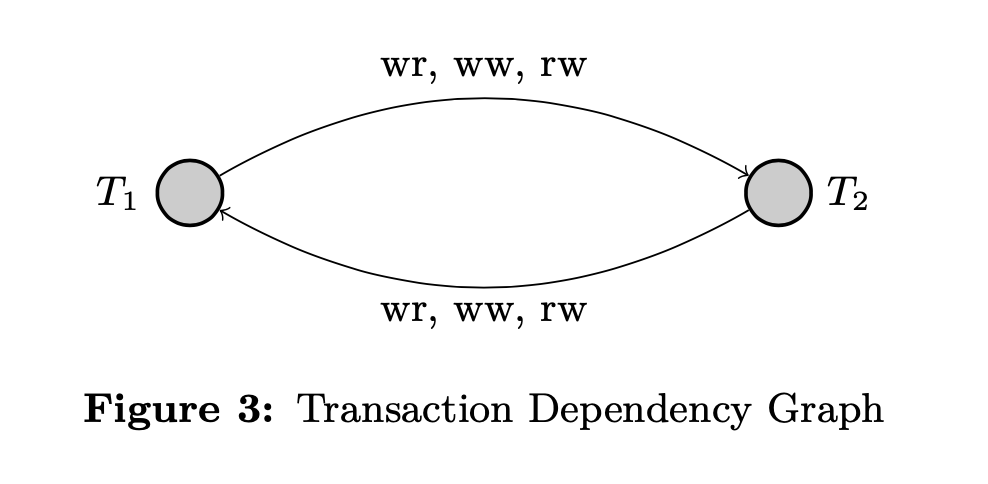 wr, ww, rw
T₁ T₂
wr, ww, rw
Figure 3: Transaction Dependency Graph